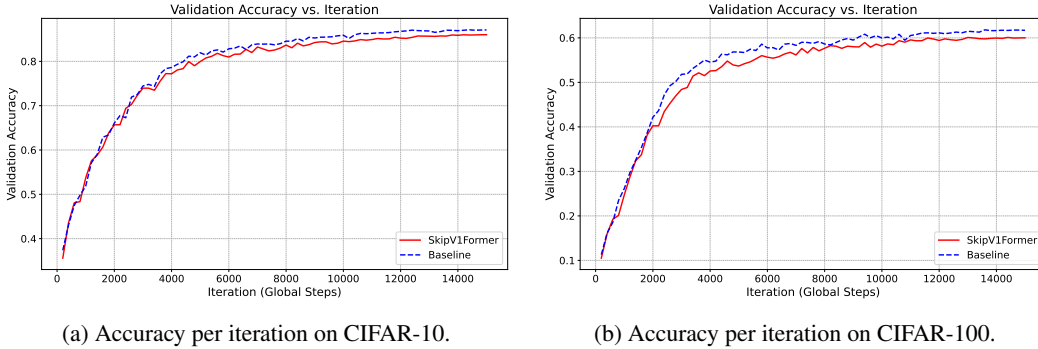 Validation Accuracy vs. Iteration
Validation Accuracy
0.8
0.7
0.6
0.5
0.4
0
2000
4000
6000
8000
10000
12000
14000
Iteration (Global Steps)
SkipV1Former
Baseline
(a) Accuracy per iteration on CIFAR-10.
Validation Accuracy vs. Iteration
Validation Accuracy
0.6
0.5
0.4
0.3
0.2
0.1
0
2000
4000
6000
8000
10000
12000
14000
Iteration (Global Steps)
SkipV1Former
Baseline
(b) Accuracy per iteration on CIFAR-100.